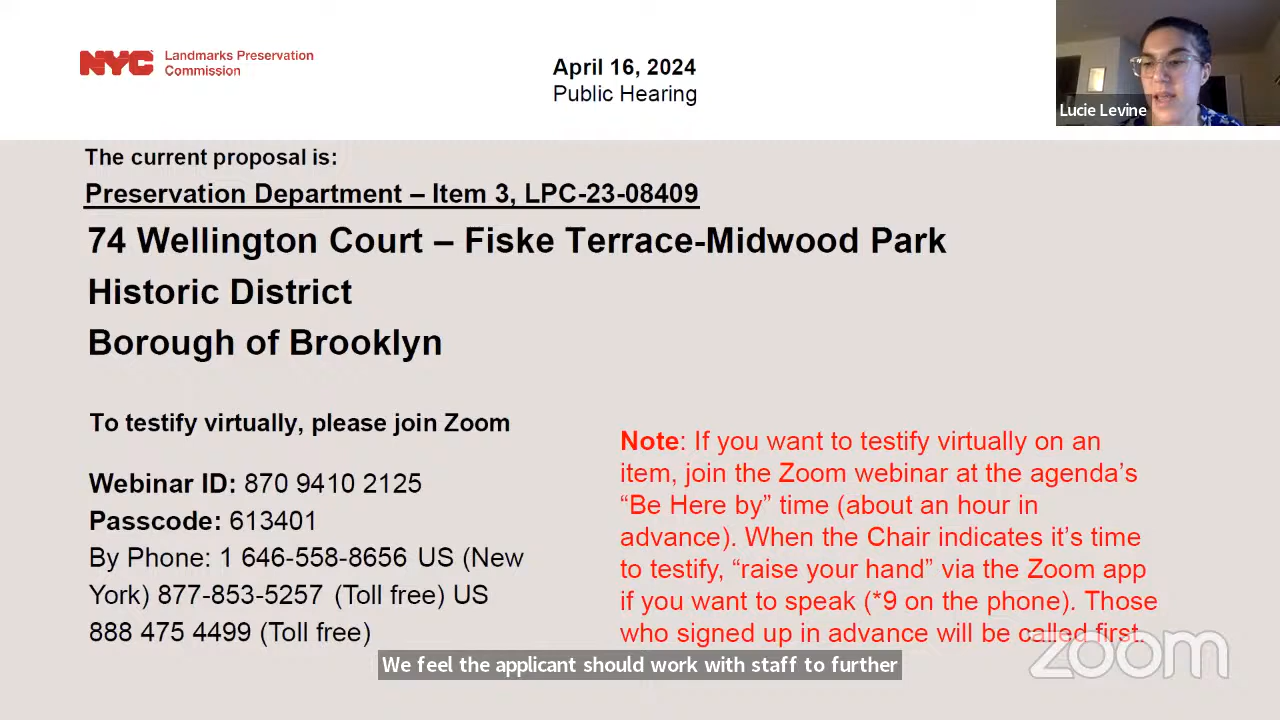 NYC Landmarks Preservation
Commission
April 16, 2024
Public Hearing
Lucie Levine
The current proposal is:
Preservation Department – Item 3, LPC-23-08409
74 Wellington Court – Fiske Terrace-Midwood Park
Historic District
Borough of Brooklyn
To testify virtually, please join Zoom
Webinar ID: 870 9410 2125
Passcode: 613401
By Phone: 1 646-558-8656 US (New
York) 877-853-5257 (Toll free) US
888 475 4499 (Toll free)
Note: If you want to testify virtually on an
item, join the Zoom webinar at the agenda’s
“Be Here by” time (about an hour in
advance). When the Chair indicates it’s time
to testify, “raise your hand” via the Zoom app
if you want to speak (*9 on the phone). Those
who signed up in advance will be called first.
zoom
We feel the applicant should work with staff to further